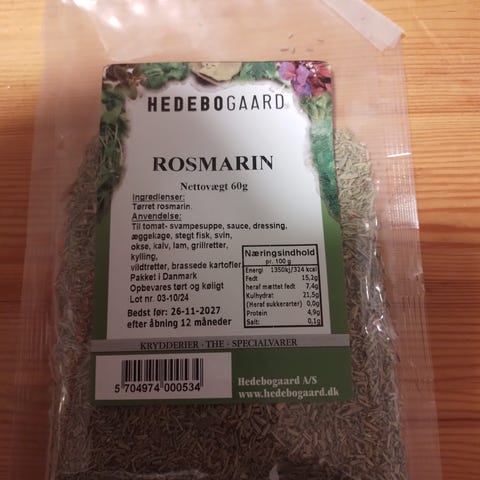 HEDEBOGAARD
ROSMARIN
Nettovægt 60g
Ingredienser:
Tørret rosmarin.
Anvendelse:
Til tomat- svampesuppe, sauce, dressing,
æggekage, stegt fisk, svin,
okse, kalv, lam, grillretter,
kylling,
vildtretter, brassede kartofler
Pakket i Danmark
Opbevares tørt og køligt
Lot nr. 03-10/24
Bedst før: 26-11-2027
efter åbning 12 måneder
Næringsindhold
pr. 100 g
Energi 1350kj/324 kcal
Fedt 15,2g
heraf mættet fedt 7,4g
Kulhydrat 21,5g
(Heraf sukkerarter) 0,0g
Protein 4,9g
Salt: 0,1g
KRYDDERIER · THE · SPECIALVARER
5 704974 000534
Hedebogaard A/S
www.hedebogaard.dk